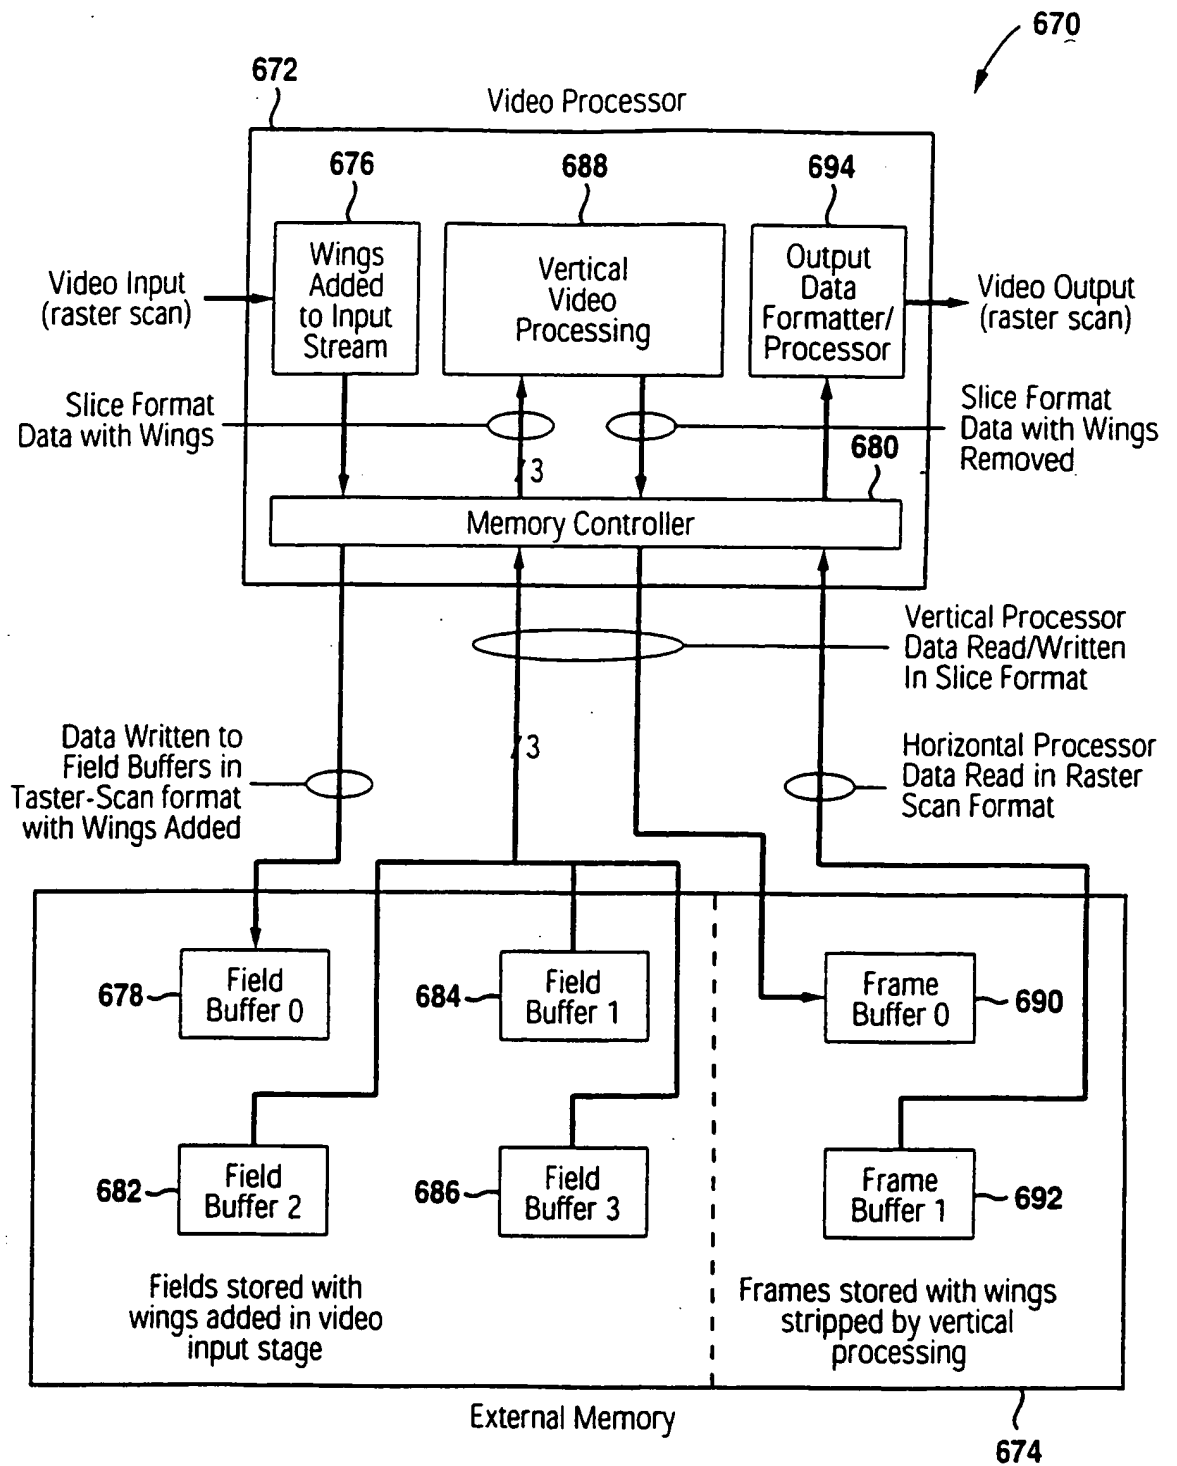 670
672
Video Processor
676
688
694
Wings
Added
to Input
Stream
Vertical
Video
Processing
Output
Data
Formatter/
Processor
Video Input
(raster scan)
Video Output
(raster scan)
Slice Format
Data with Wings
Slice Format
Data with Wings
Removed
3
680
Memory Controller
Vertical Processor
Data Read/Written
In Slice Format
Data Written to
Field Buffers in
Taster-Scan format
with Wings Added
3
Horizontal Processor
Data Read in Raster
Scan Format
678
Field
Buffer 0
684
Field
Buffer 1
Frame
Buffer 0
690
682
Field
Buffer 2
686
Field
Buffer 3
Frame
Buffer 1
692
Fields stored with
wings added in video
input stage
Frames stored with wings
stripped by vertical
processing
External Memory
674